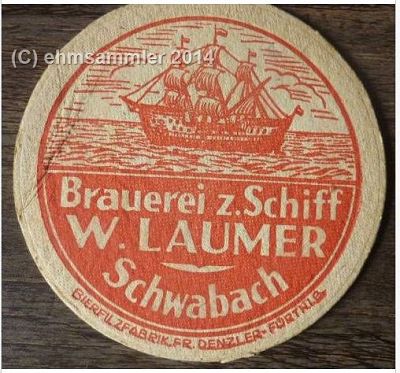 (C) ehmsammler 2014
Brauerei z. Schiff
W. LAUMER
Schwabach
BIERFILZFABRIK FR. DENZLER - FÜRTH i. B.